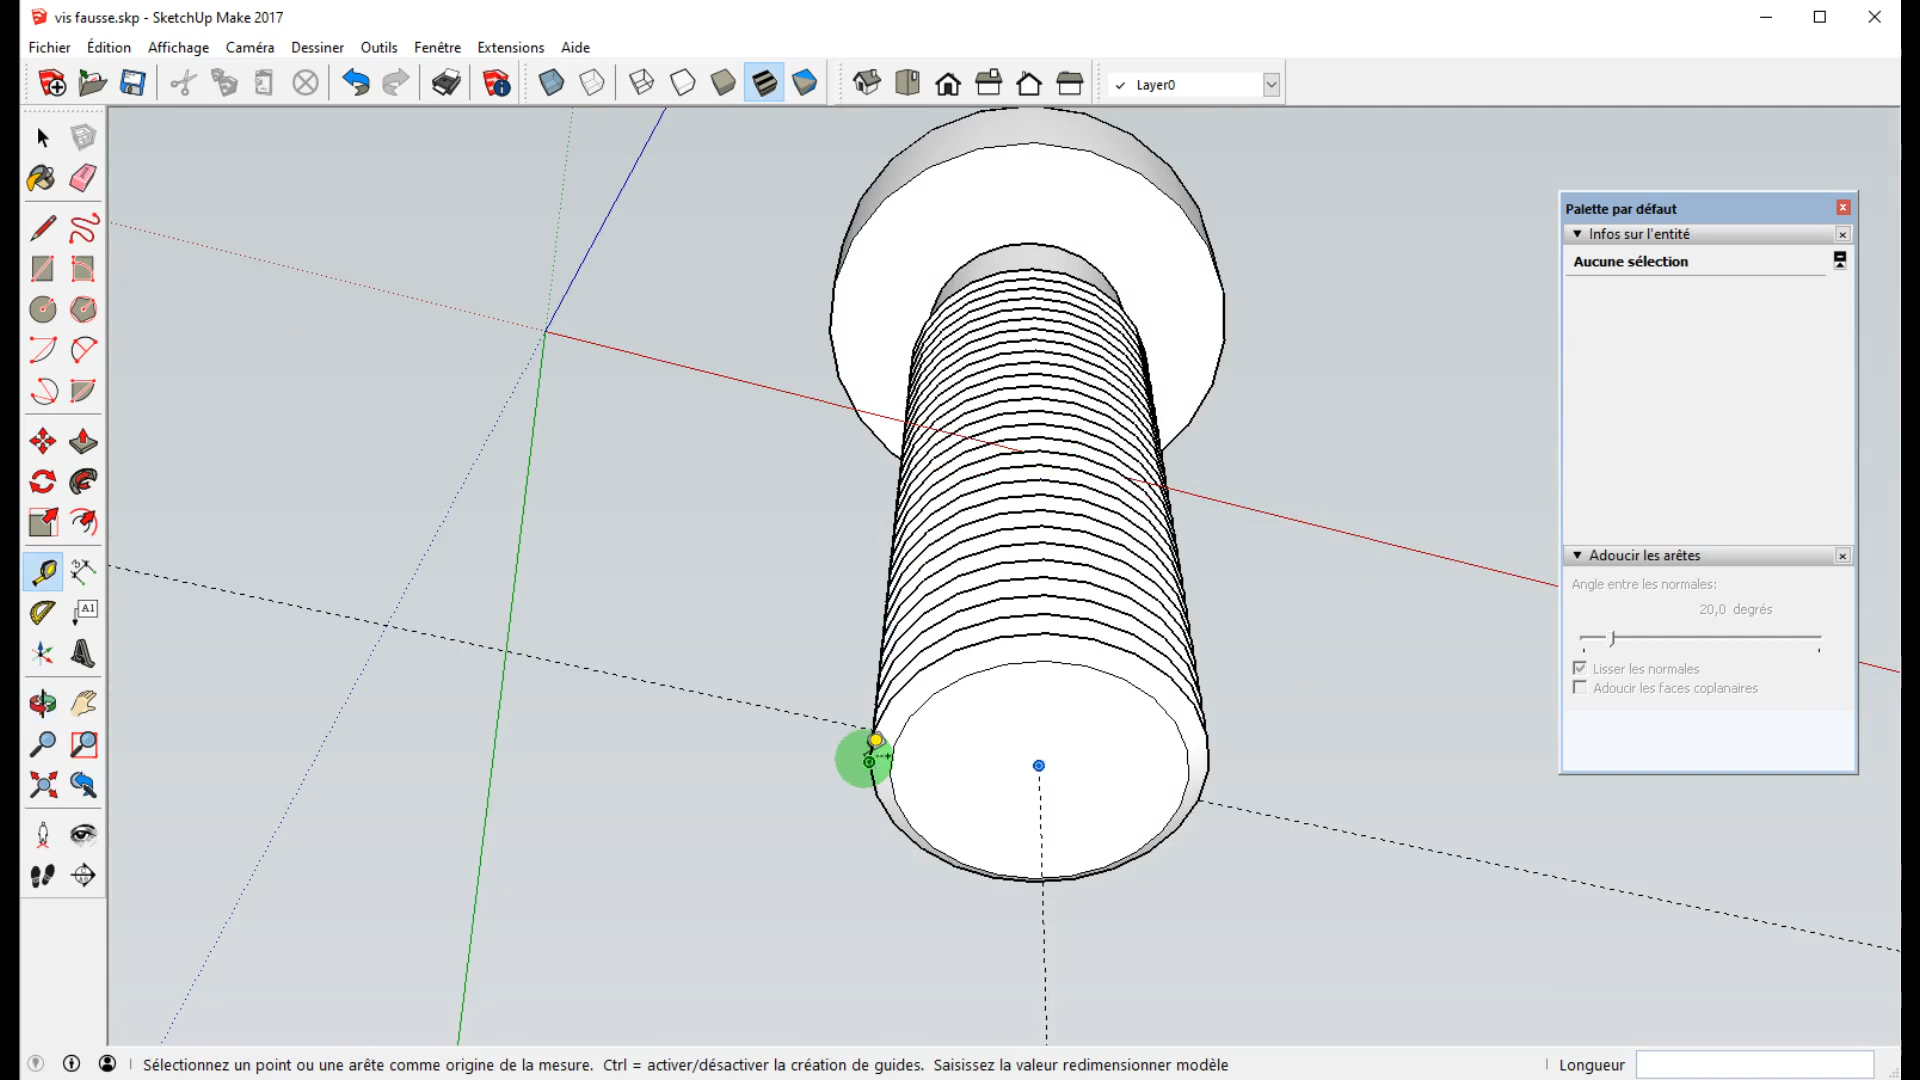 vis fausse.skp - SketchUp Make 2017
Fichier Édition Affichage Caméra Dessiner Outils Fenêtre Extensions Aide
Layer0
Palette par défaut
Infos sur l'entité
Aucune sélection
A1
Adoucir les arêtes
Angle entre les normales:
20,0 degrés
Lisser les normales
Adoucir les faces coplanaires
Sélectionnez un point ou une arête comme origine de la mesure. Ctrl = activer/désactiver la création de guides. Saisissez la valeur redimensionner modèle
Longueur